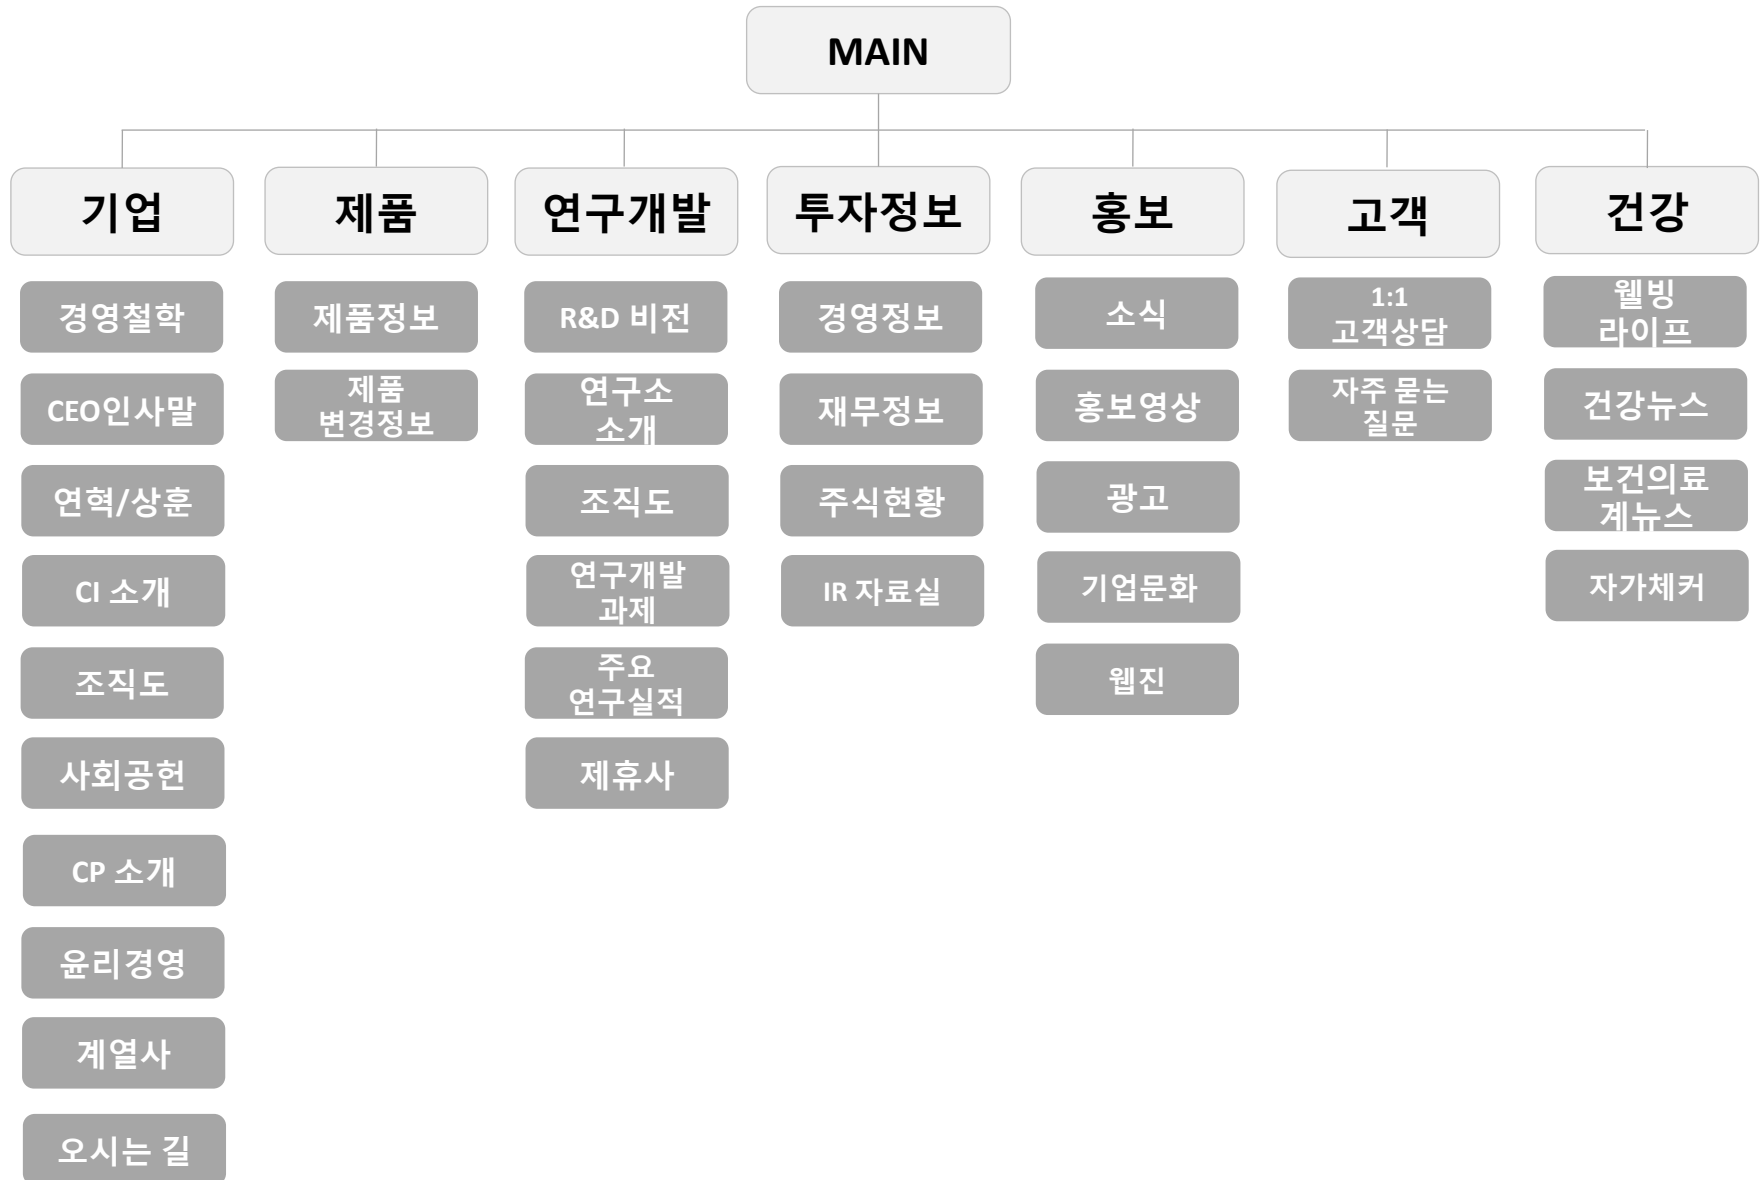 MAIN
기업
제품
연구개발
투자정보
홍보
고객
건강
경영철학
CEO인사말
연혁/상훈
CI 소개
조직도
사회공헌
CP 소개
윤리경영
계열사
오시는 길
제품정보
제품
변경정보
R&D 비전
연구소
소개
조직도
연구개발
과제
주요
연구실적
제휴사
경영정보
재무정보
주식현황
IR 자료실
소식
홍보영상
광고
기업문화
웹진
1:1
고객상담
자주 묻는
질문
웰빙
라이프
건강뉴스
보건의료
계뉴스
자가체커